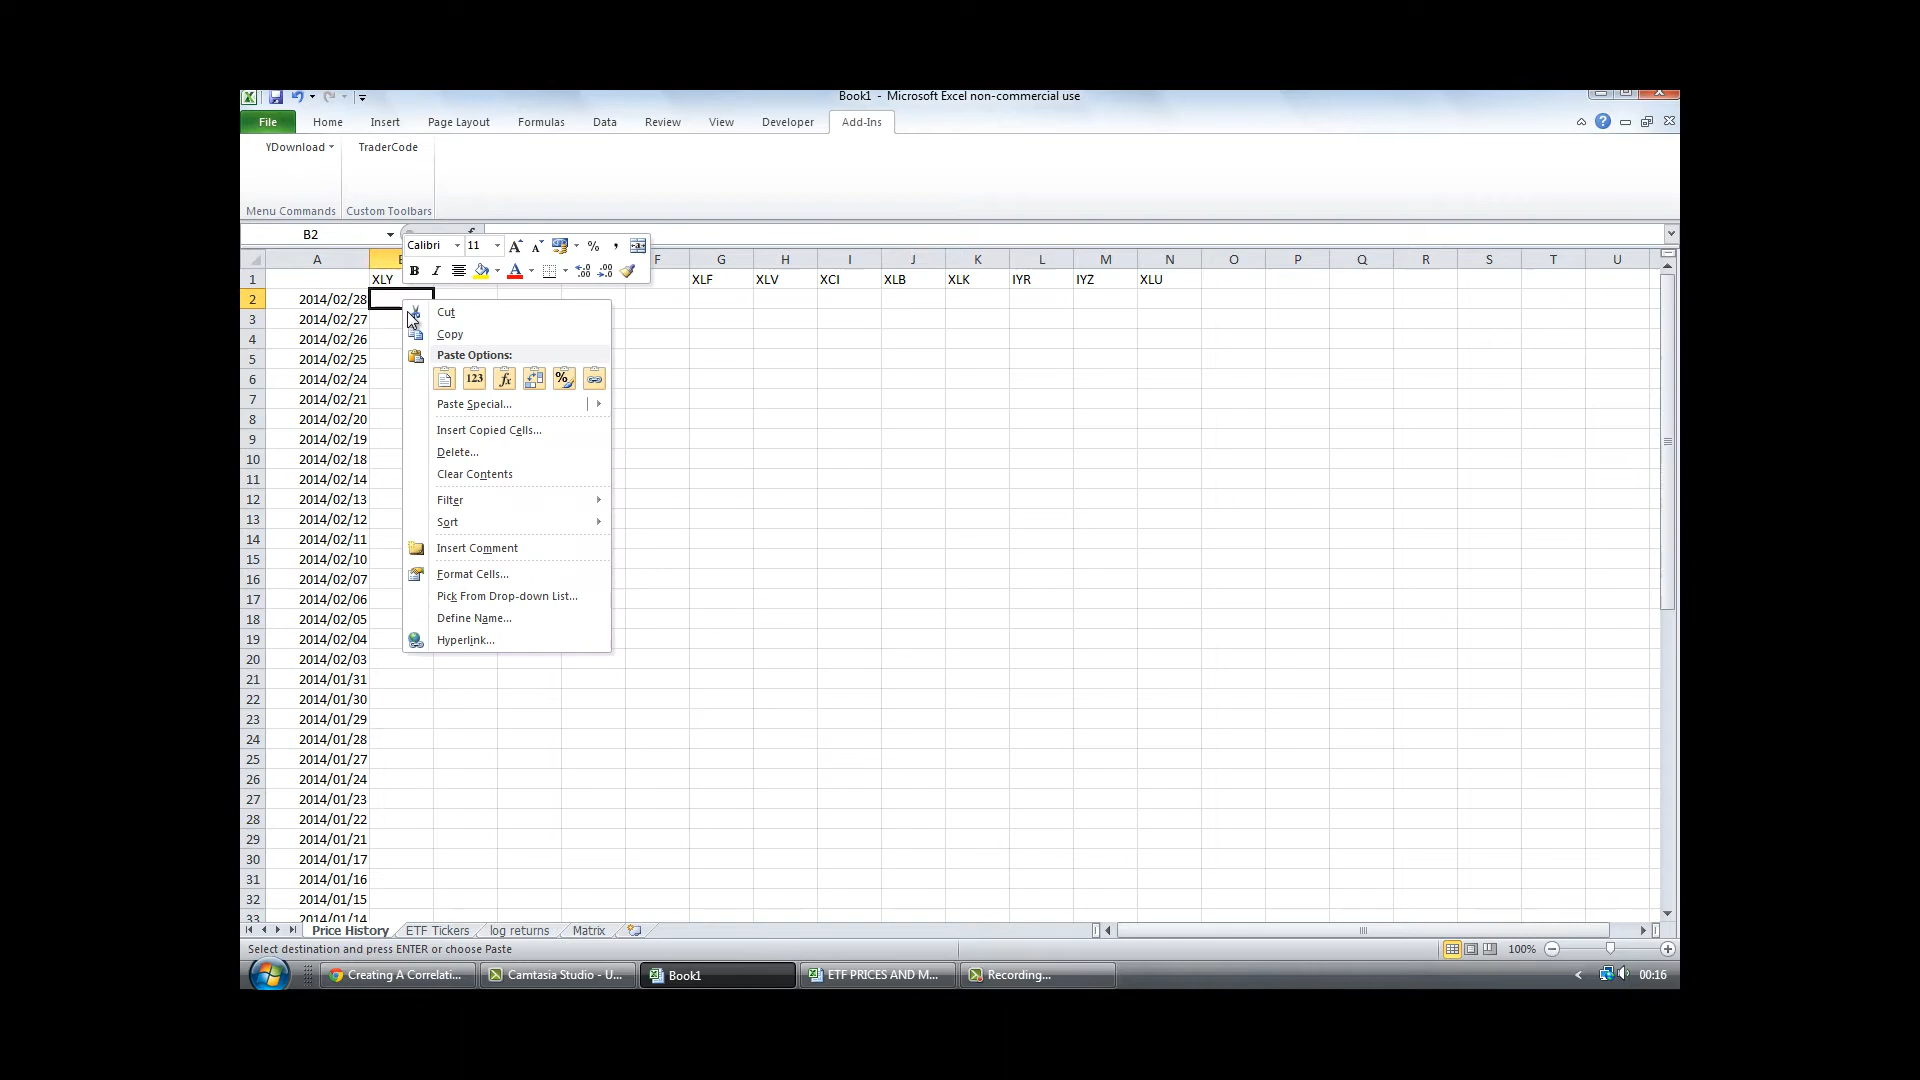 Book1 - Microsoft Excel non-commercial use
File Home Insert Page Layout Formulas Data Review View Developer Add-Ins
YDownload TraderCode
Menu Commands Custom Toolbars
B2
Calibri 11
A F G H I J K L M N O P Q R S T U
1 XLY XLF XLV XCI XLB XLK IYR IYZ XLU
2 2014/02/28
3 2014/02/27
4 2014/02/26
5 2014/02/25
6 2014/02/24
7 2014/02/21
8 2014/02/20
9 2014/02/19
10 2014/02/18
11 2014/02/14
12 2014/02/13
13 2014/02/12
14 2014/02/11
15 2014/02/10
16 2014/02/07
17 2014/02/06
18 2014/02/05
19 2014/02/04
20 2014/02/03
21 2014/01/31
22 2014/01/30
23 2014/01/29
24 2014/01/28
25 2014/01/27
26 2014/01/24
27 2014/01/23
28 2014/01/22
29 2014/01/21
30 2014/01/17
31 2014/01/16
32 2014/01/15
33 2014/01/14
Cut
Copy
Paste Options:
Paste Special...
Insert Copied Cells...
Delete...
Clear Contents
Filter
Sort
Insert Comment
Format Cells...
Pick From Drop-down List...
Define Name...
Hyperlink...
Price History ETF Tickers log returns Matrix
Select destination and press ENTER or choose Paste 100%
Creating A Correlati... Camtasia Studio - U... Book1 ETF PRICES AND M... Recording... 00:16